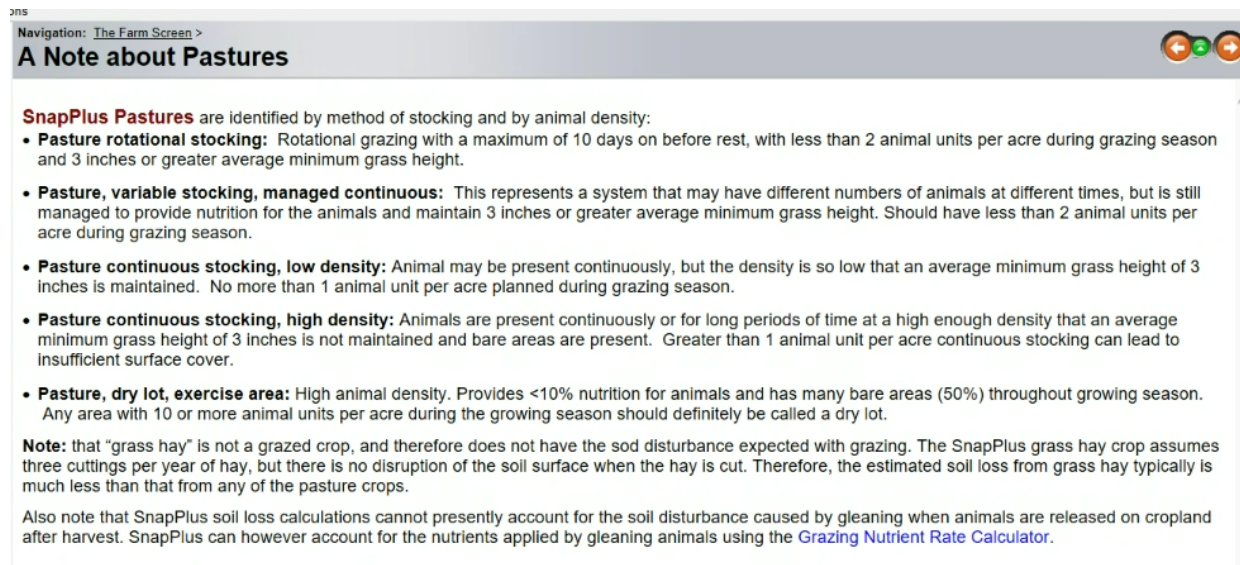 ons
Navigation: The Farm Screen >
A Note about Pastures
SnapPlus Pastures are identified by method of stocking and by animal density:
• Pasture rotational stocking: Rotational grazing with a maximum of 10 days on before rest, with less than 2 animal units per acre during grazing season
and 3 inches or greater average minimum grass height.
• Pasture, variable stocking, managed continuous: This represents a system that may have different numbers of animals at different times, but is still
managed to provide nutrition for the animals and maintain 3 inches or greater average minimum grass height. Should have less than 2 animal units per
acre during grazing season.
• Pasture continuous stocking, low density: Animal may be present continuously, but the density is so low that an average minimum grass height of 3
inches is maintained. No more than 1 animal unit per acre planned during grazing season.
• Pasture continuous stocking, high density: Animals are present continuously or for long periods of time at a high enough density that an average
minimum grass height of 3 inches is not maintained and bare areas are present. Greater than 1 animal unit per acre continuous stocking can lead to
insufficient surface cover.
• Pasture, dry lot, exercise area: High animal density. Provides <10% nutrition for animals and has many bare areas (50%) throughout growing season.
Any area with 10 or more animal units per acre during the growing season should definitely be called a dry lot.
Note: that “grass hay” is not a grazed crop, and therefore does not have the sod disturbance expected with grazing. The SnapPlus grass hay crop assumes
three cuttings per year of hay, but there is no disruption of the soil surface when the hay is cut. Therefore, the estimated soil loss from grass hay typically is
much less than that from any of the pasture crops.
Also note that SnapPlus soil loss calculations cannot presently account for the soil disturbance caused by gleaning when animals are released on cropland
after harvest. SnapPlus can however account for the nutrients applied by gleaning animals using the Grazing Nutrient Rate Calculator.